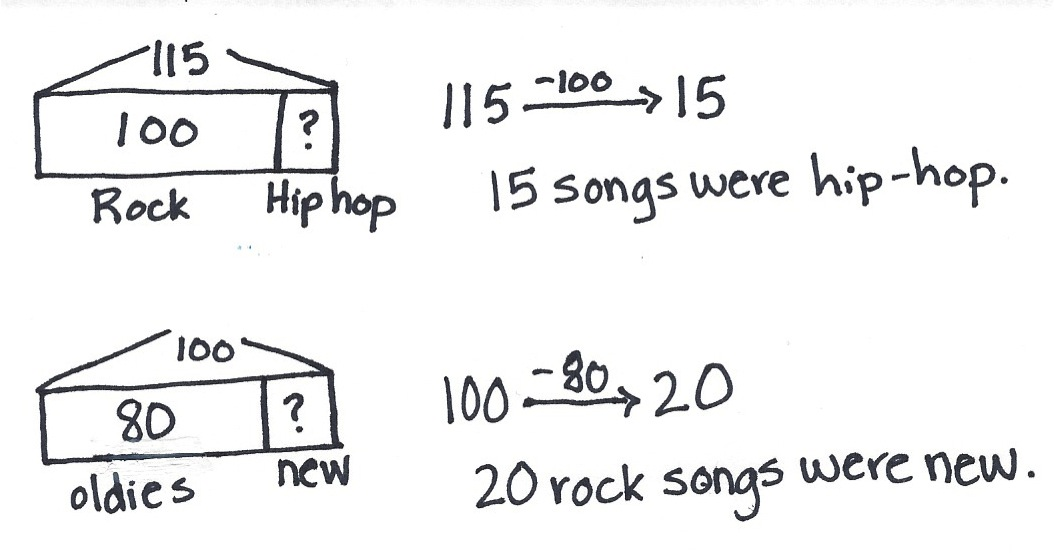 115
100 ?
Rock Hip hop
115 -100→ 15
15 songs were hip-hop.
100
80 ?
oldies new
100 -80→ 20
20 rock songs were new.